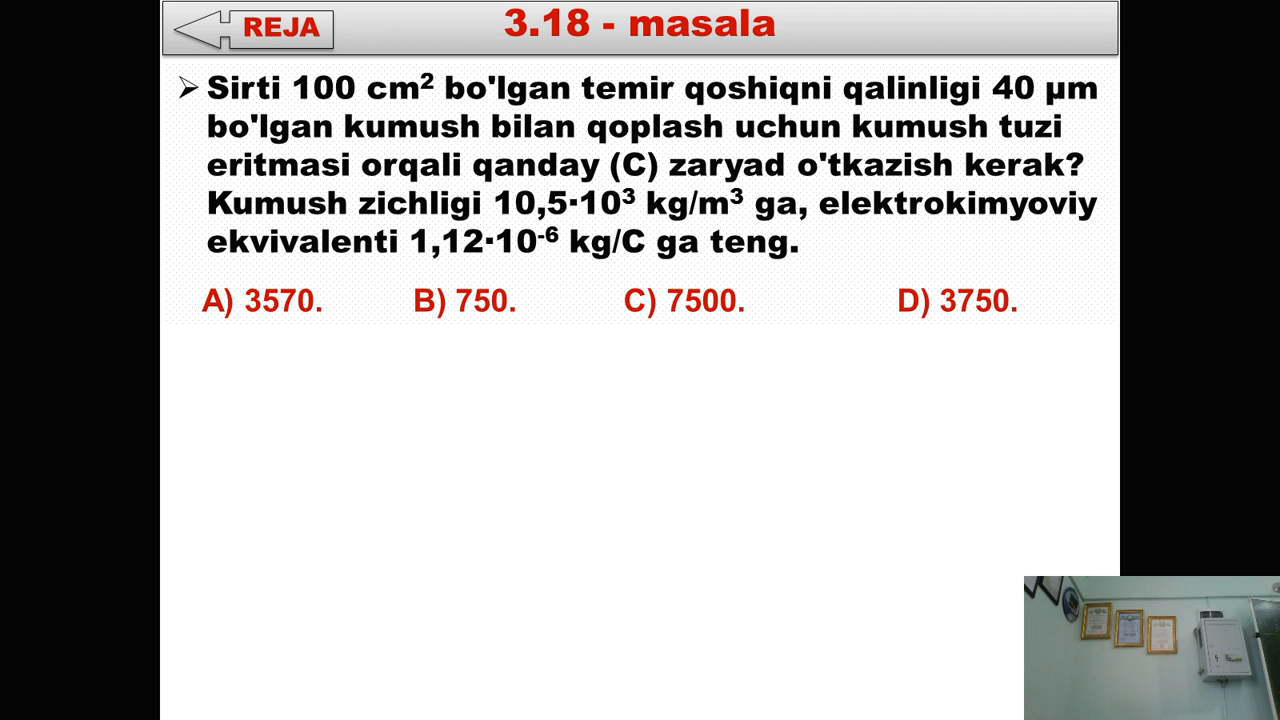 REJA
3.18 - masala
Sirti 100 cm² bo'lgan temir qoshiqni qalinligi 40 µm
bo'lgan kumush bilan qoplash uchun kumush tuzi
eritmasi orqali qanday (C) zaryad o'tkazish kerak?
Kumush zichligi 10,5·10³ kg/m³ ga, elektrokimyoviy
ekvivalenti 1,12·10⁻⁶ kg/C ga teng.
A) 3570. B) 750. C) 7500. D) 3750.